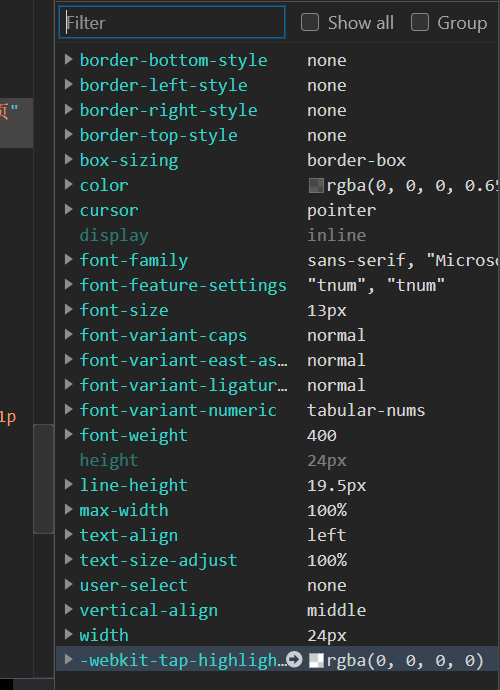 Filter Show all Group
border-bottom-style none
border-left-style none
页" border-right-style none
border-top-style none
box-sizing border-box
color rgba(0, 0, 0, 0.65
cursor pointer
display inline
font-family sans-serif, "Micros
font-feature-settings "tnum", "tnum"
font-size 13px
font-variant-caps normal
font-variant-east-as… normal
font-variant-ligatur… normal
lp font-variant-numeric tabular-nums
font-weight 400
height 24px
line-height 19.5px
max-width 100%
text-align left
text-size-adjust 100%
user-select none
vertical-align middle
width 24px
-webkit-tap-highligh… rgba(0, 0, 0, 0)